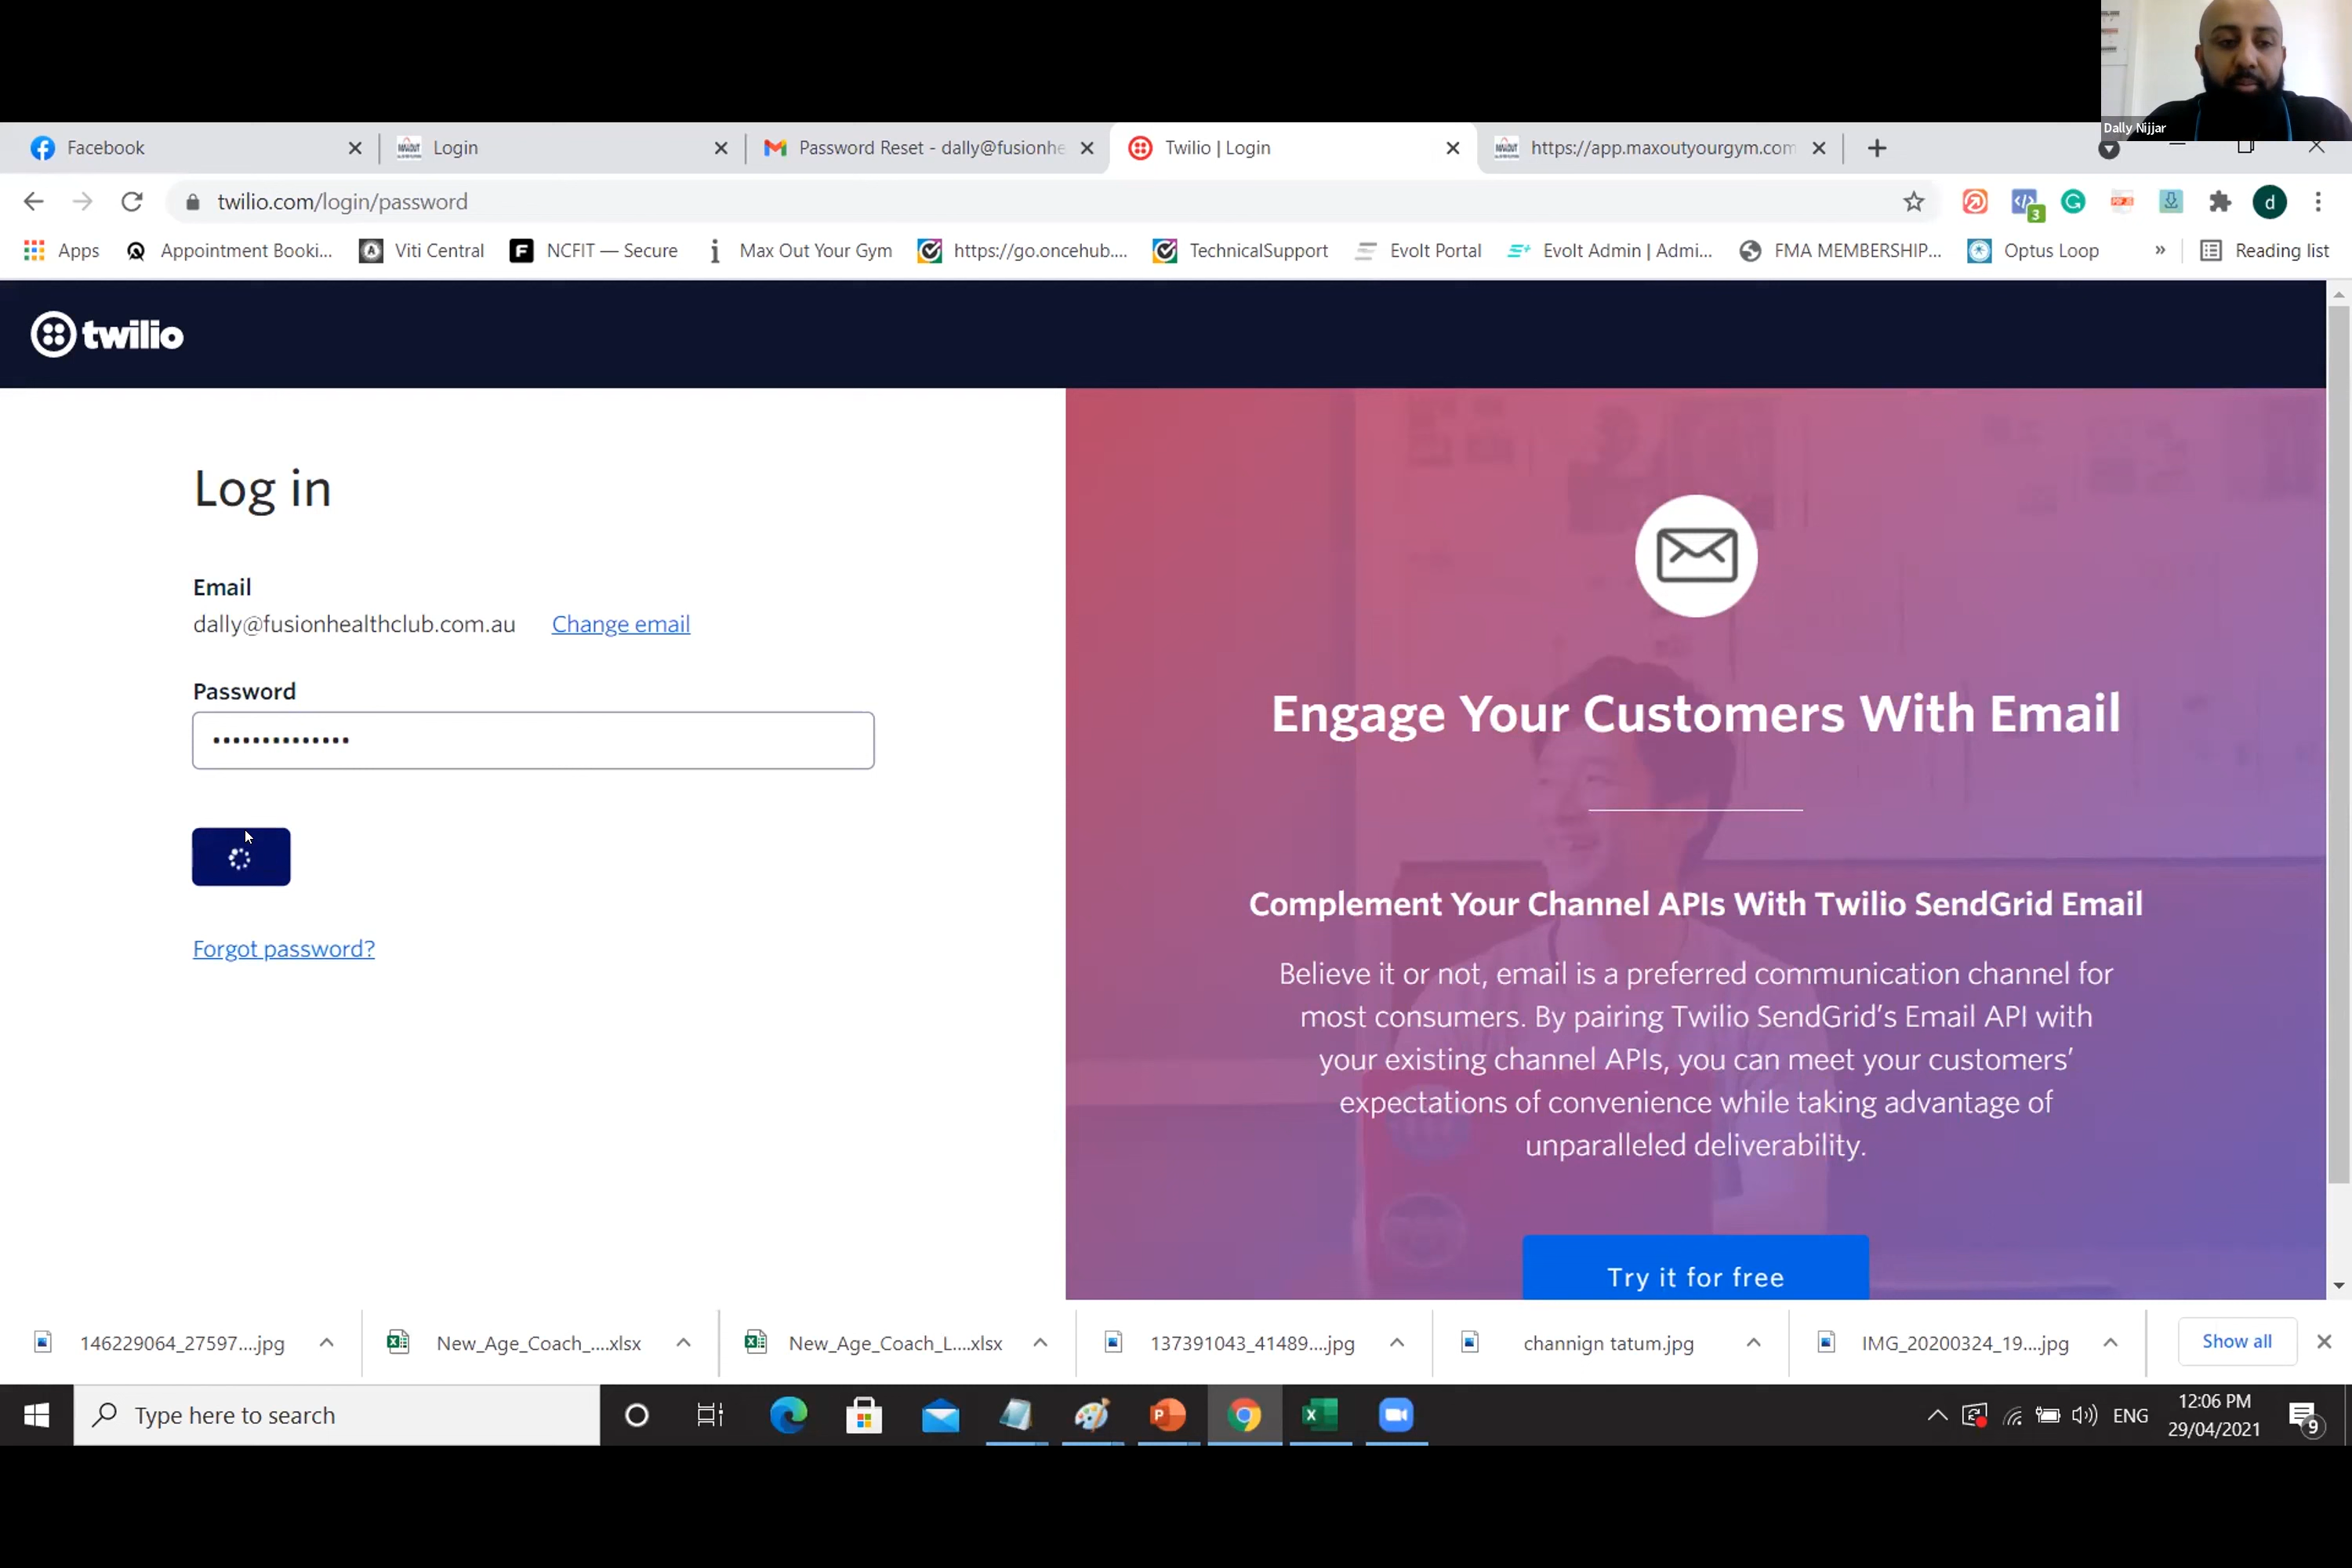 Dally Nijjar
Facebook
Login
Password Reset - dally@fusionhe
Twilio | Login
https://app.maxoutyourgym.com
twilio.com/login/password
3
d
Apps
Appointment Booki...
Viti Central
NCFIT — Secure
Max Out Your Gym
https://go.oncehub....
TechnicalSupport
Evolt Portal
Evolt Admin | Admi...
FMA MEMBERSHIP...
Optus Loop
»
Reading list
twilio
Log in
Email
dally@fusionhealthclub.com.au
Change email
Password
••••••••••••••
Forgot password?
Engage Your Customers With Email
Complement Your Channel APIs With Twilio SendGrid Email
Believe it or not, email is a preferred communication channel for
most consumers. By pairing Twilio SendGrid's Email API with
your existing channel APIs, you can meet your customers'
expectations of convenience while taking advantage of
unparalleled deliverability.
Try it for free
146229064_27597....jpg
New_Age_Coach_....xlsx
New_Age_Coach_L....xlsx
137391043_41489....jpg
channign tatum.jpg
IMG_20200324_19....jpg
Show all
Type here to search
ENG
12:06 PM
29/04/2021
9